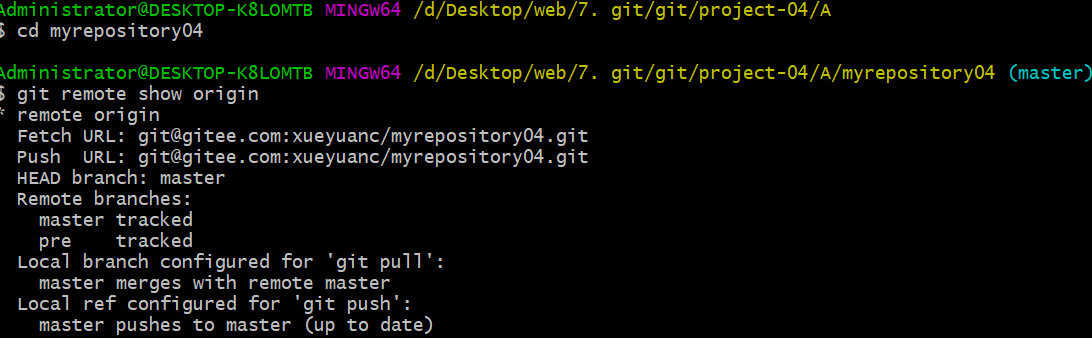 Administrator@DESKTOP-K8LOMTB MINGW64 /d/Desktop/web/7. git/git/project-04/A
$ cd myrepository04
Administrator@DESKTOP-K8LOMTB MINGW64 /d/Desktop/web/7. git/git/project-04/A/myrepository04 (master)
$ git remote show origin
* remote origin
  Fetch URL: git@gitee.com:xueyuanc/myrepository04.git
  Push  URL: git@gitee.com:xueyuanc/myrepository04.git
  HEAD branch: master
  Remote branches:
    master tracked
    pre    tracked
  Local branch configured for 'git pull':
    master merges with remote master
  Local ref configured for 'git push':
    master pushes to master (up to date)